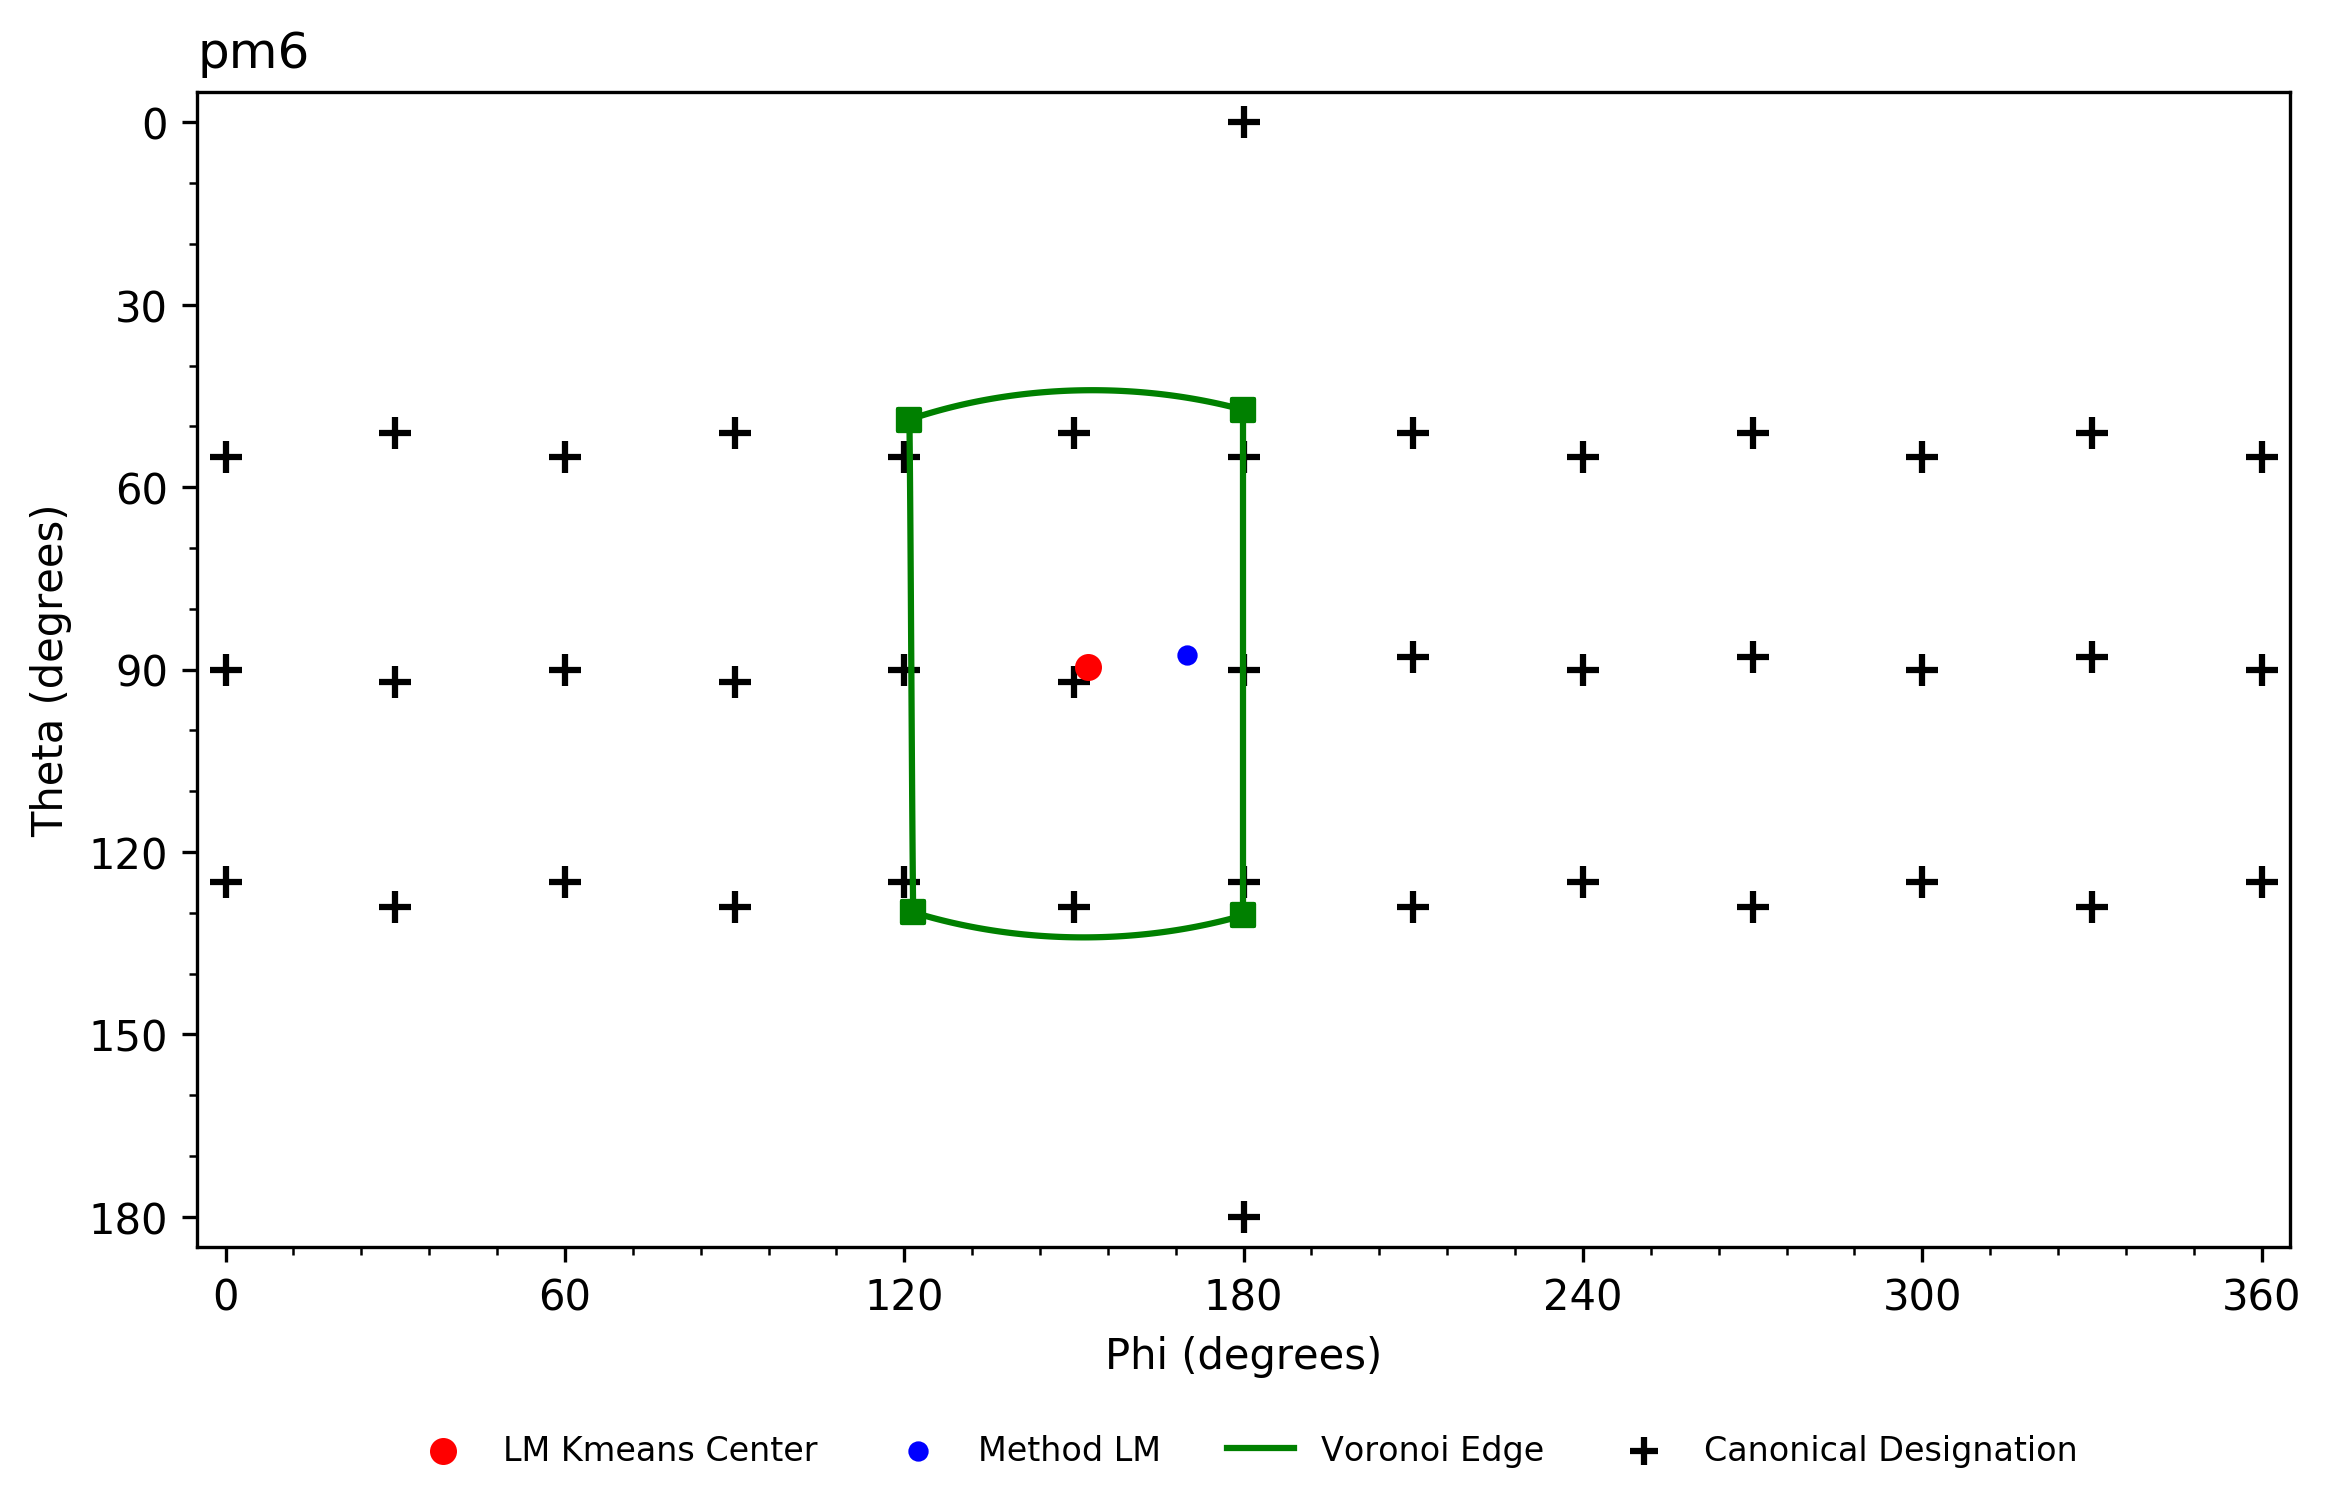 pm6
0
30
60
90
120
150
180
Theta (degrees)
0 60 120 180 240 300 360
Phi (degrees)
LM Kmeans Center Method LM Voronoi Edge Canonical Designation